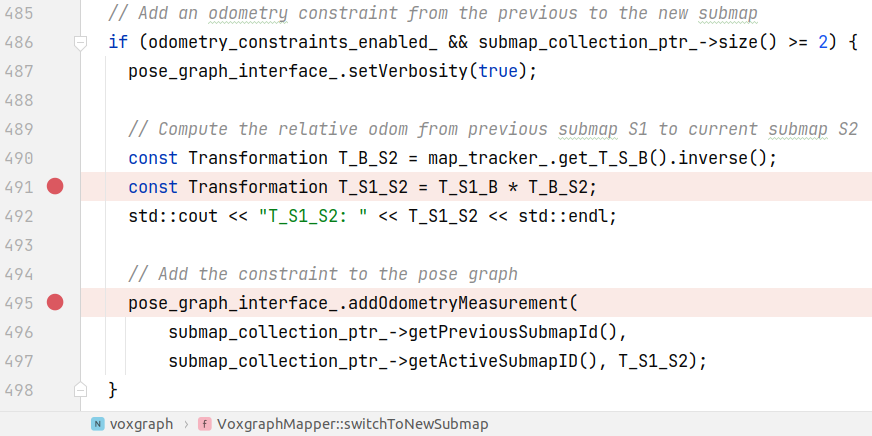 485 // Add an odometry constraint from the previous to the new submap
486 if (odometry_constraints_enabled_ && submap_collection_ptr_->size() >= 2) {
487 pose_graph_interface_.setVerbosity(true);
488
489 // Compute the relative odom from previous submap S1 to current submap S2
490 const Transformation T_B_S2 = map_tracker_.get_T_S_B().inverse();
491 const Transformation T_S1_S2 = T_S1_B * T_B_S2;
492 std::cout << "T_S1_S2: " << T_S1_S2 << std::endl;
493
494 // Add the constraint to the pose graph
495 pose_graph_interface_.addOdometryMeasurement(
496 submap_collection_ptr_->getPreviousSubmapId(),
497 submap_collection_ptr_->getActiveSubmapID(), T_S1_S2);
498 }
N voxgraph › f VoxgraphMapper::switchToNewSubmap